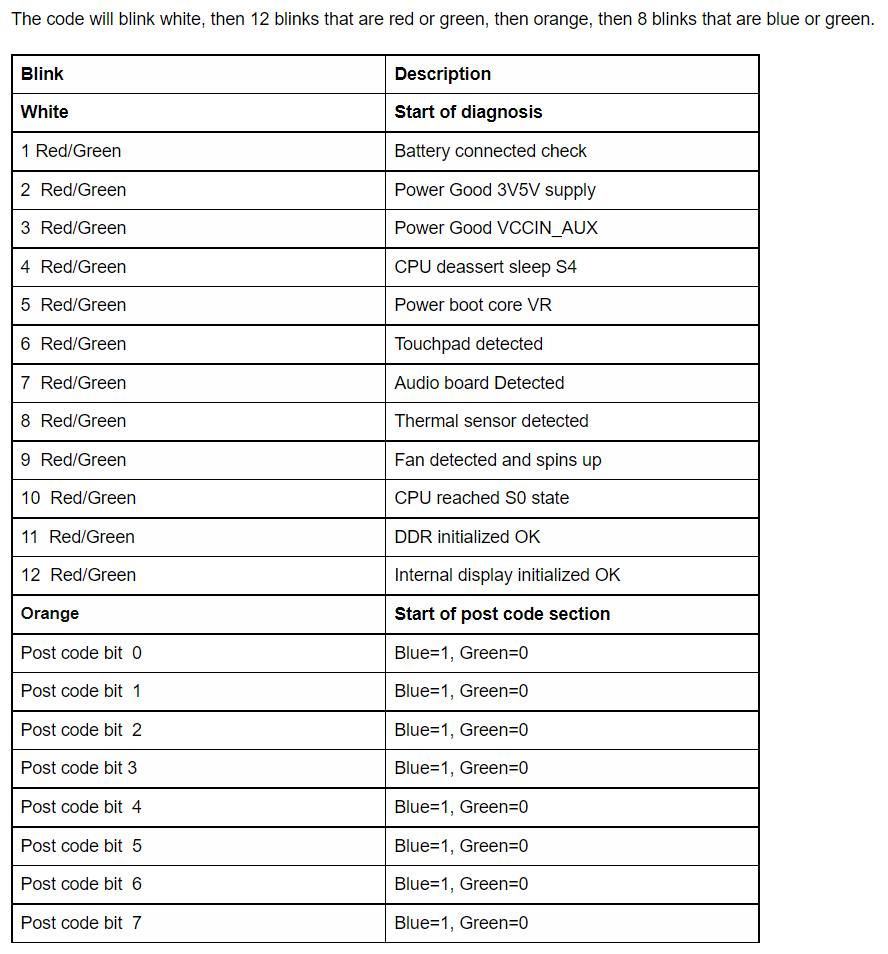 The code will blink white, then 12 blinks that are red or green, then orange, then 8 blinks that are blue or green.
Blink Description
White Start of diagnosis
1 Red/Green Battery connected check
2 Red/Green Power Good 3V5V supply
3 Red/Green Power Good VCCIN_AUX
4 Red/Green CPU deassert sleep S4
5 Red/Green Power boot core VR
6 Red/Green Touchpad detected
7 Red/Green Audio board Detected
8 Red/Green Thermal sensor detected
9 Red/Green Fan detected and spins up
10 Red/Green CPU reached S0 state
11 Red/Green DDR initialized OK
12 Red/Green Internal display initialized OK
Orange Start of post code section
Post code bit 0 Blue=1, Green=0
Post code bit 1 Blue=1, Green=0
Post code bit 2 Blue=1, Green=0
Post code bit 3 Blue=1, Green=0
Post code bit 4 Blue=1, Green=0
Post code bit 5 Blue=1, Green=0
Post code bit 6 Blue=1, Green=0
Post code bit 7 Blue=1, Green=0